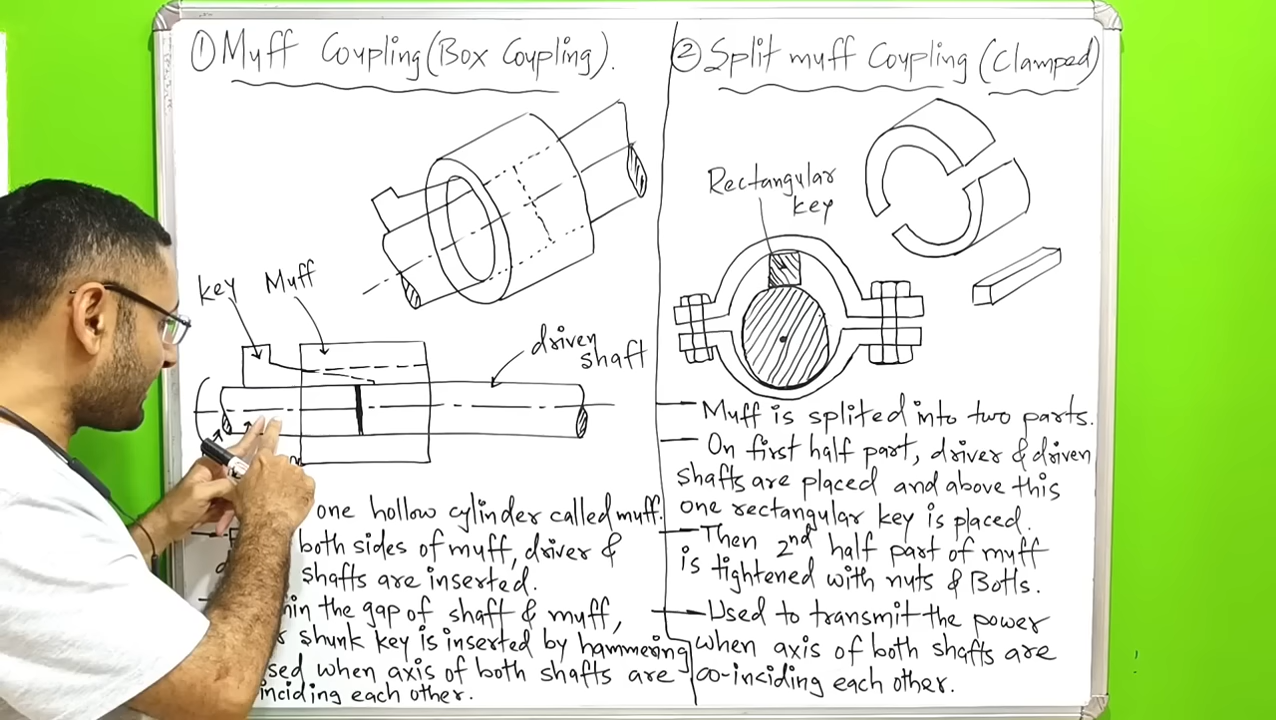 ① Muff Coupling (Box Coupling).
key
Muff
driven
shaft
one hollow cylinder called muff.
both sides of muff, driver &
shafts are inserted.
the gap of shaft & muff,
shunk key is inserted by hammering
when axis of both shafts are
each other.
② Split muff Coupling (Clamped)
Rectangular
key
— Muff is splited into two parts.
— On first half part, driver & driven
shafts are placed and above this
one rectangular key is placed.
— Then 2nd half part of muff
is tightened with nuts & Botls.
— Used to transmit the power
when axis of both shafts are
co-inciding each other.